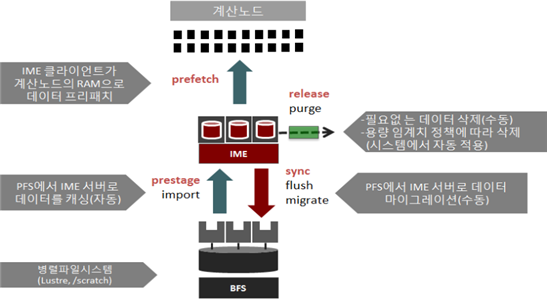 계산노드
IME 클라이언트가
계산노드의 RAM으로
데이터 프리패치
prefetch
release
purge
-필요없는 데이터 삭제(수동)
-용량 임계치 정책에 따라 삭제
(시스템에서 자동 적용)
IME
PFS에서 IME 서버로
데이터를 캐싱(자동)
prestage
import
sync
flush
migrate
PFS에서 IME 서버로 데이터
마이그레이션(수동)
병렬파일시스템
(Lustre, /scratch)
BFS